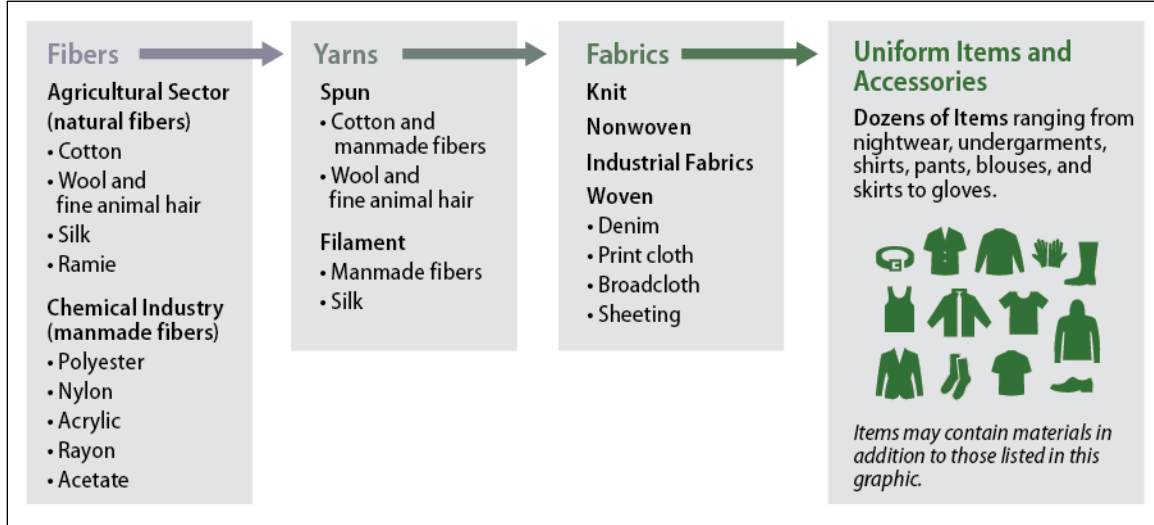 Fibers
Agricultural Sector
(natural fibers)
• Cotton
• Wool and
fine animal hair
• Silk
• Ramie
Chemical Industry
(manmade fibers)
• Polyester
• Nylon
• Acrylic
• Rayon
• Acetate
Yarns
Spun
• Cotton and
manmade fibers
• Wool and
fine animal hair
Filament
• Manmade fibers
• Silk
Fabrics
Knit
Nonwoven
Industrial Fabrics
Woven
• Denim
• Print cloth
• Broadcloth
• Sheeting
Uniform Items and
Accessories
Dozens of Items ranging from
nightwear, undergarments,
shirts, pants, blouses, and
skirts to gloves.
Items may contain materials in
addition to those listed in this
graphic.